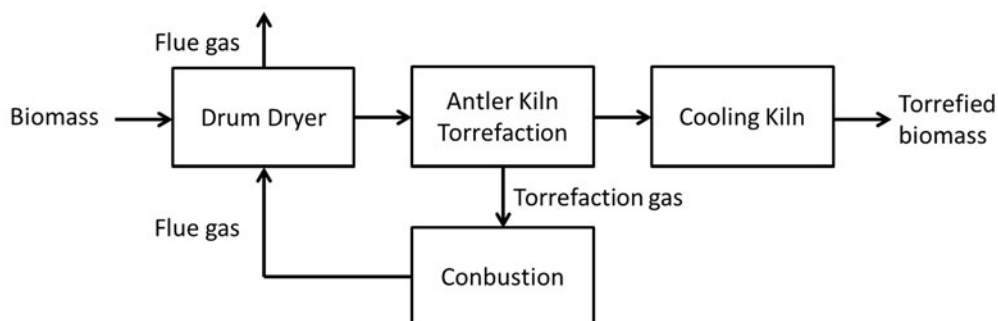 Flue gas
Biomass
Drum Dryer
Antler Kiln
Torrefaction
Cooling Kiln
Torrefied
biomass
Torrefaction gas
Flue gas
Conbustion